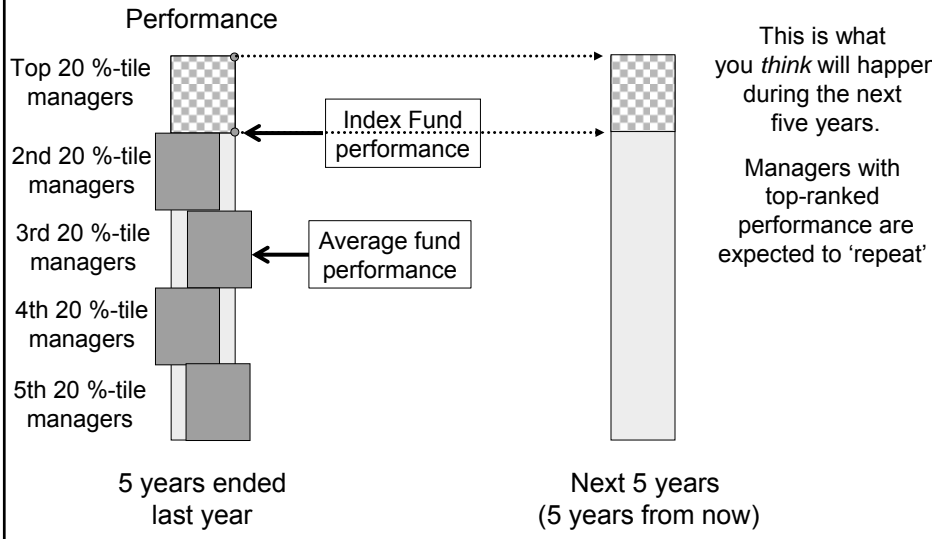 Performance
Top 20 %-tile
managers
2nd 20 %-tile
managers
3rd 20 %-tile
managers
4th 20 %-tile
managers
5th 20 %-tile
managers
Index Fund
performance
Average fund
performance
5 years ended
last year
This is what
you think will happen
during the next
five years.
Managers with
top-ranked
performance are
expected to ‘repeat’
Next 5 years
(5 years from now)